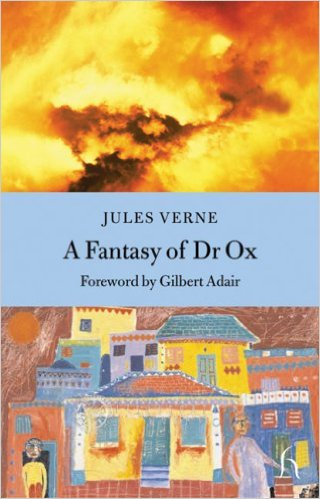 JULES VERNE
A Fantasy of Dr Ox
Foreword by Gilbert Adair